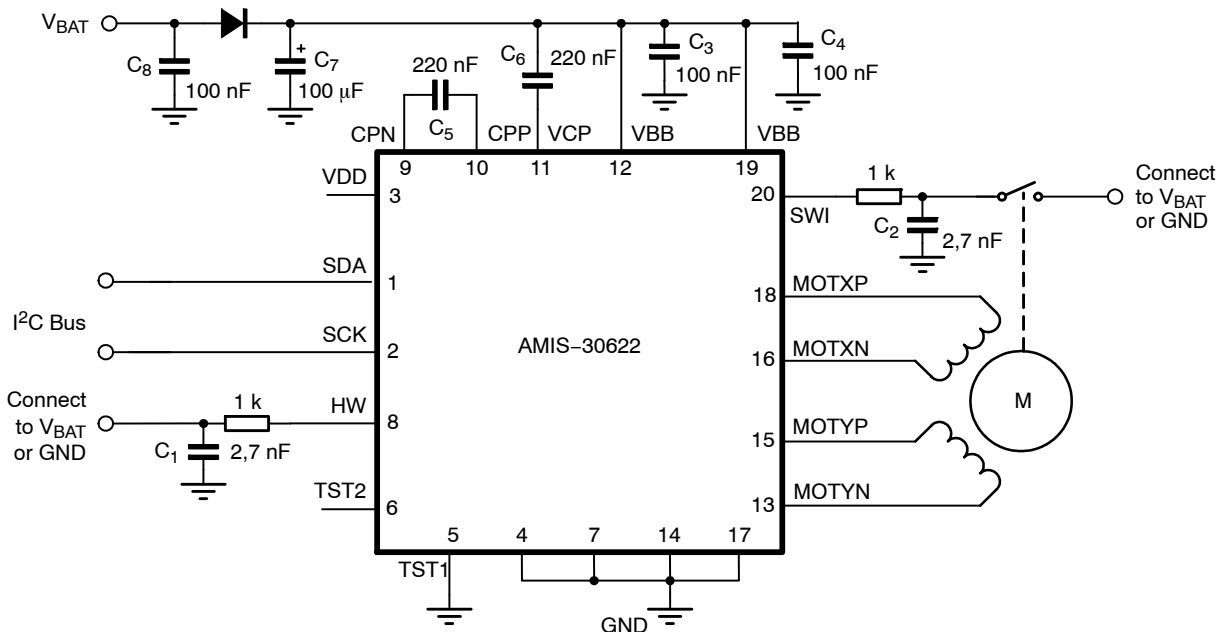 V_BAT
C8
100 nF
C7
+
100 μF
220 nF
C5
C6
220 nF
C3
100 nF
C4
100 nF
CPN
CPP
VCP
VBB
VBB
9
10
11
12
19
VDD
3
SDA
1
I²C Bus
SCK
2
Connect
to V_BAT
or GND
1 k
HW
8
C1
2,7 nF
TST2
6
AMIS−30622
20
SWI
1 k
C2
2,7 nF
Connect
to V_BAT
or GND
18
MOTXP
16
MOTXN
M
15
MOTYP
13
MOTYN
5
4
7
14
17
TST1
GND